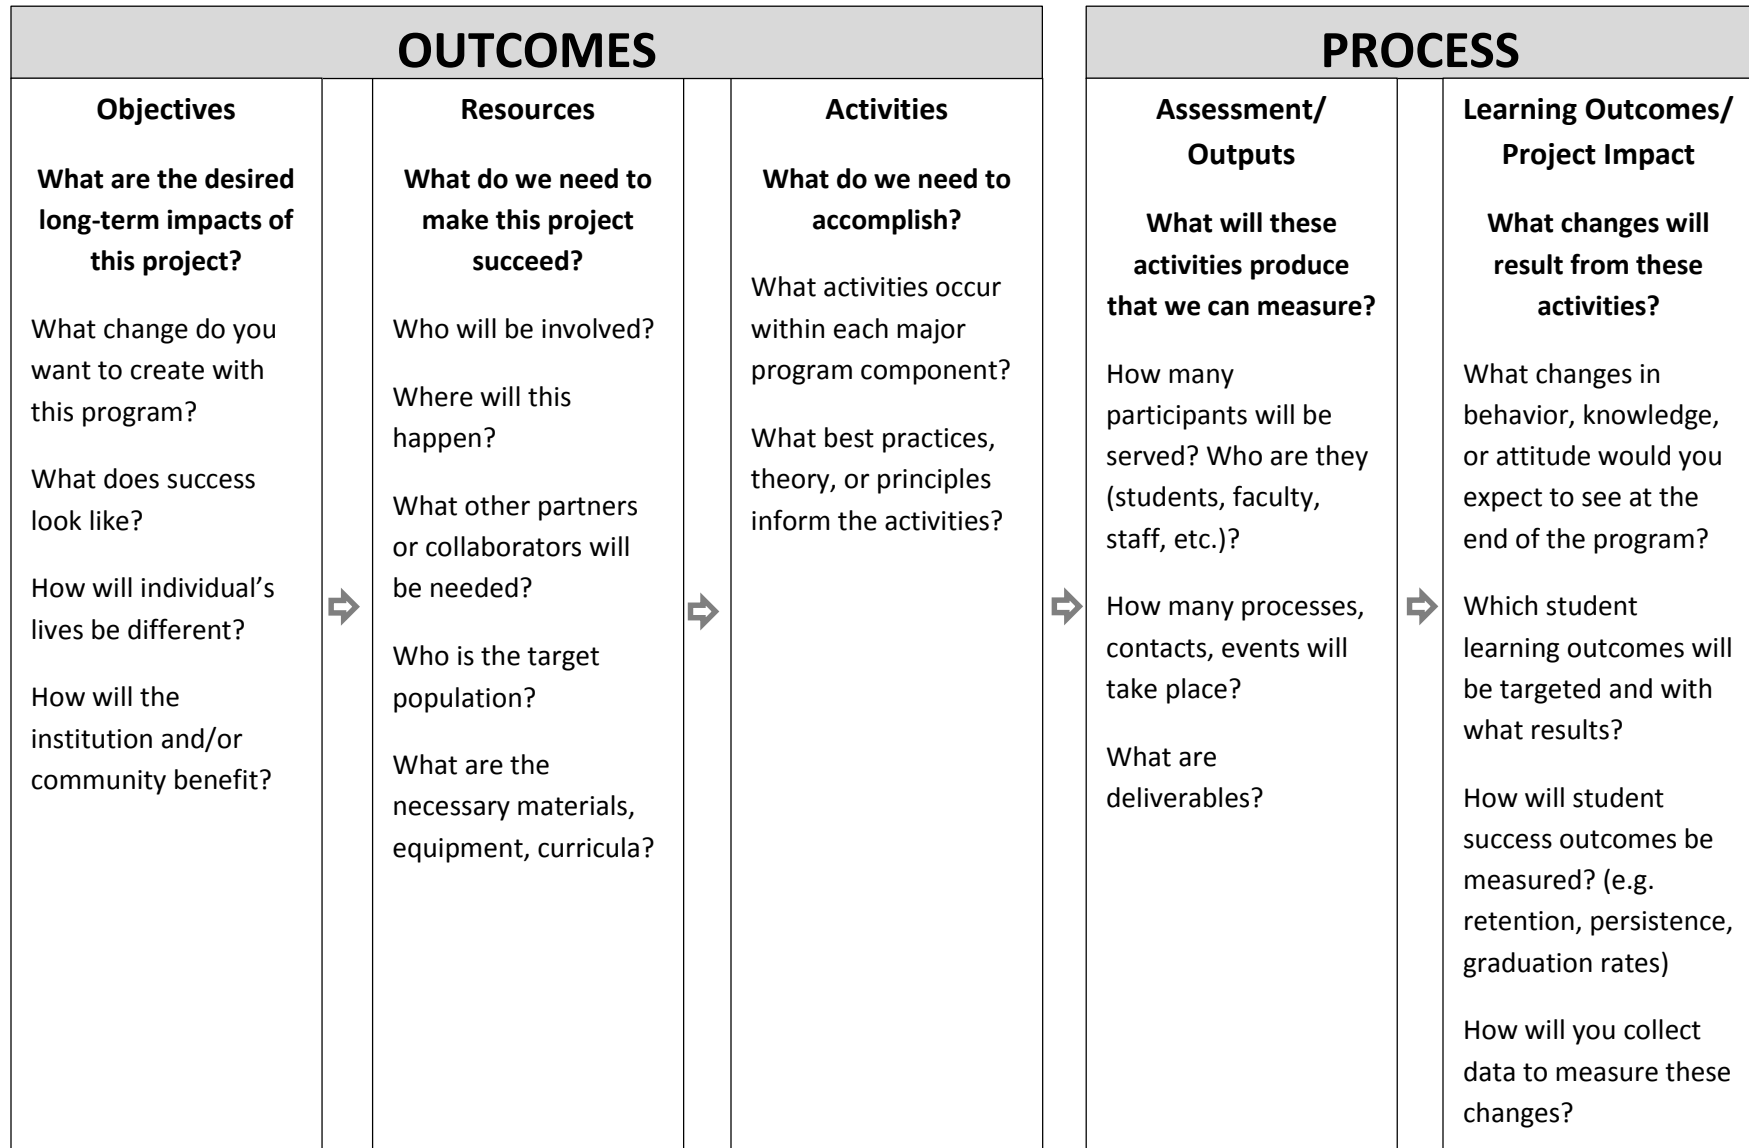 OUTCOMES
PROCESS
Objectives
What are the desired
long-term impacts of
this project?
What change do you
want to create with
this program?
What does success
look like?
How will individual’s
lives be different?
How will the
institution and/or
community benefit?
Resources
What do we need to
make this project
succeed?
Who will be involved?
Where will this
happen?
What other partners
or collaborators will
be needed?
Who is the target
population?
What are the
necessary materials,
equipment, curricula?
Activities
What do we need to
accomplish?
What activities occur
within each major
program component?
What best practices,
theory, or principles
inform the activities?
Assessment/
Outputs
What will these
activities produce
that we can measure?
How many
participants will be
served? Who are they
(students, faculty,
staff, etc.)?
How many processes,
contacts, events will
take place?
What are
deliverables?
Learning Outcomes/
Project Impact
What changes will
result from these
activities?
What changes in
behavior, knowledge,
or attitude would you
expect to see at the
end of the program?
Which student
learning outcomes will
be targeted and with
what results?
How will student
success outcomes be
measured? (e.g.
retention, persistence,
graduation rates)
How will you collect
data to measure these
changes?